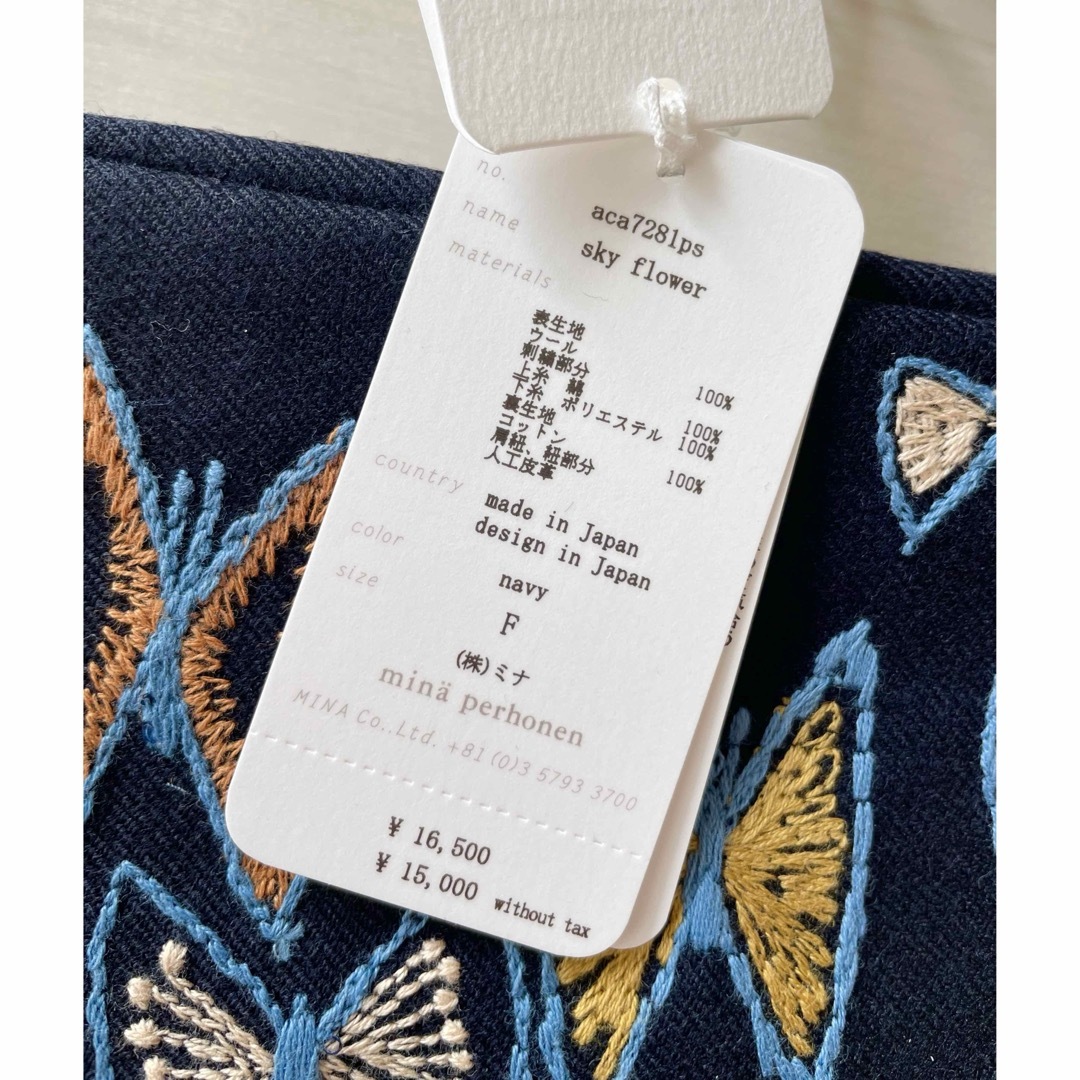 no. aca7281ps
name sky flower
materials
表生地
ウール 100%
刺繍部分
上糸 綿 100%
下糸 ポリエステル 100%
裏生地
コットン 100%
肩紐、紐部分
人工皮革
country made in Japan
design in Japan
color navy
size F
(株)ミナ
minä perhonen
MINA Co.,Ltd. +81 (0)3 5793 3700
¥ 16,500
¥ 15,000 without tax